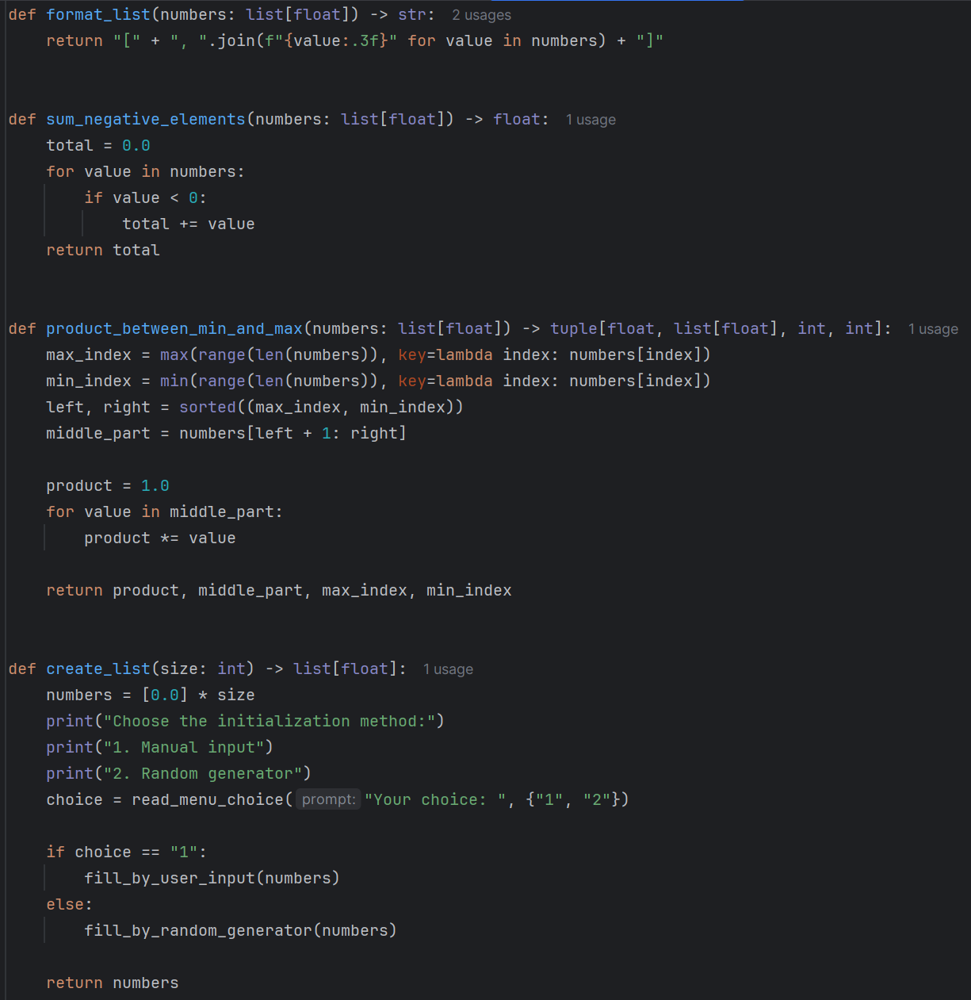 def format_list(numbers: list[float]) -> str:  2 usages
    return "[" + ", ".join(f"{value:.3f}" for value in numbers) + "]"
def sum_negative_elements(numbers: list[float]) -> float:  1 usage
    total = 0.0
    for value in numbers:
        if value < 0:
            total += value
    return total
def product_between_min_and_max(numbers: list[float]) -> tuple[float, list[float], int, int]:  1 usage
    max_index = max(range(len(numbers)), key=lambda index: numbers[index])
    min_index = min(range(len(numbers)), key=lambda index: numbers[index])
    left, right = sorted((max_index, min_index))
    middle_part = numbers[left + 1: right]
    product = 1.0
    for value in middle_part:
        product *= value
    return product, middle_part, max_index, min_index
def create_list(size: int) -> list[float]:  1 usage
    numbers = [0.0] * size
    print("Choose the initialization method:")
    print("1. Manual input")
    print("2. Random generator")
    choice = read_menu_choice( prompt: "Your choice: ", {"1", "2"})
    if choice == "1":
        fill_by_user_input(numbers)
    else:
        fill_by_random_generator(numbers)
    return numbers